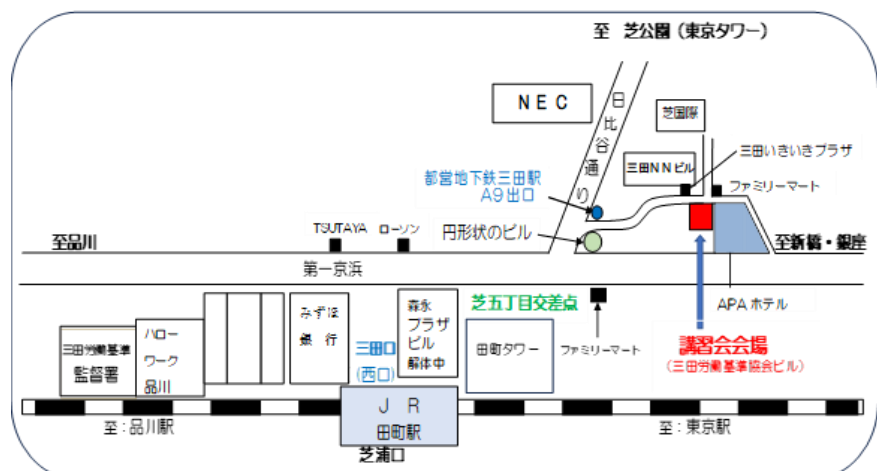 至　芝公園（東京タワー）
ＮＥＣ
日比谷通り
芝国際
三田いきいきプラザ
三田ＮＮビル
ファミリーマート
都営地下鉄三田駅
A9出口
円形状のビル
TSUTAYA
ローソン
至品川
至新橋・銀座
第一京浜
APAホテル
芝五丁目交差点
ファミリーマート
講習会会場
（三田労働基準協会ビル）
三田労働基準
監督署
ハロー
ワーク
品川
みずほ
銀行
三田口
（西口）
森永
プラザ
ビル
解体中
田町タワー
ＪＲ
田町駅
芝浦口
至：品川駅
至：東京駅